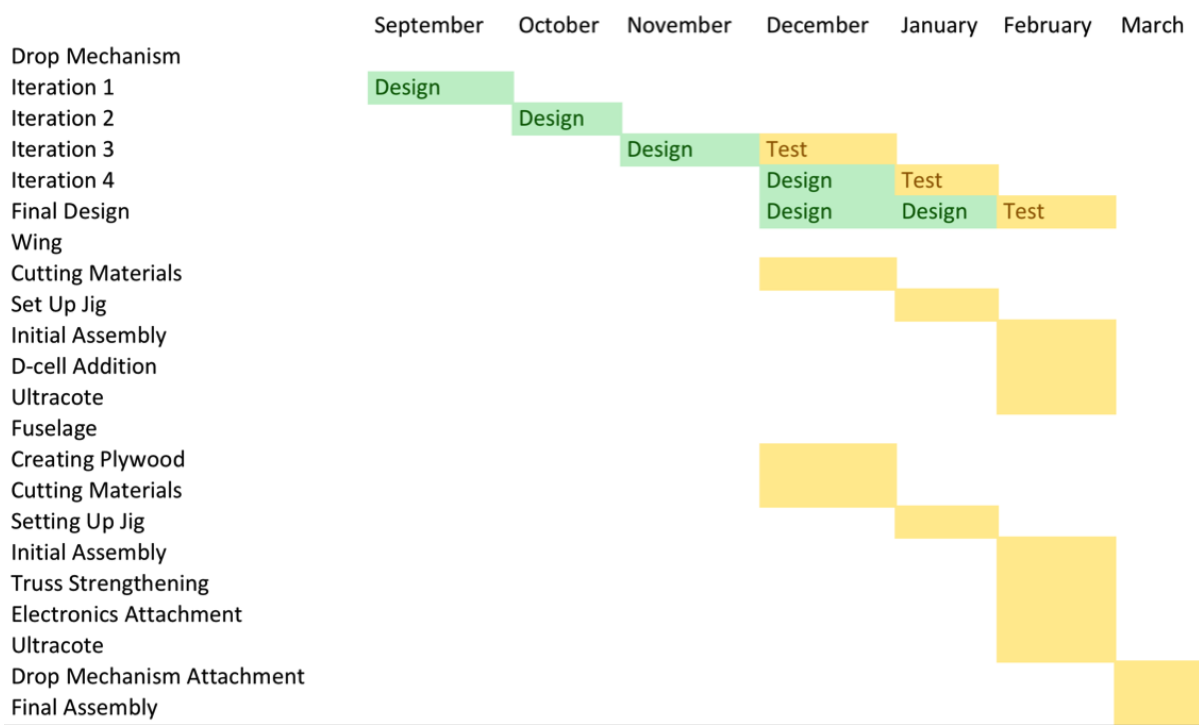 September October November December January February March
Drop Mechanism
Iteration 1 Design
Iteration 2 Design
Iteration 3 Design Test
Iteration 4 Design Test
Final Design Design Design Test
Wing
Cutting Materials
Set Up Jig
Initial Assembly
D-cell Addition
Ultracote
Fuselage
Creating Plywood
Cutting Materials
Setting Up Jig
Initial Assembly
Truss Strengthening
Electronics Attachment
Ultracote
Drop Mechanism Attachment
Final Assembly